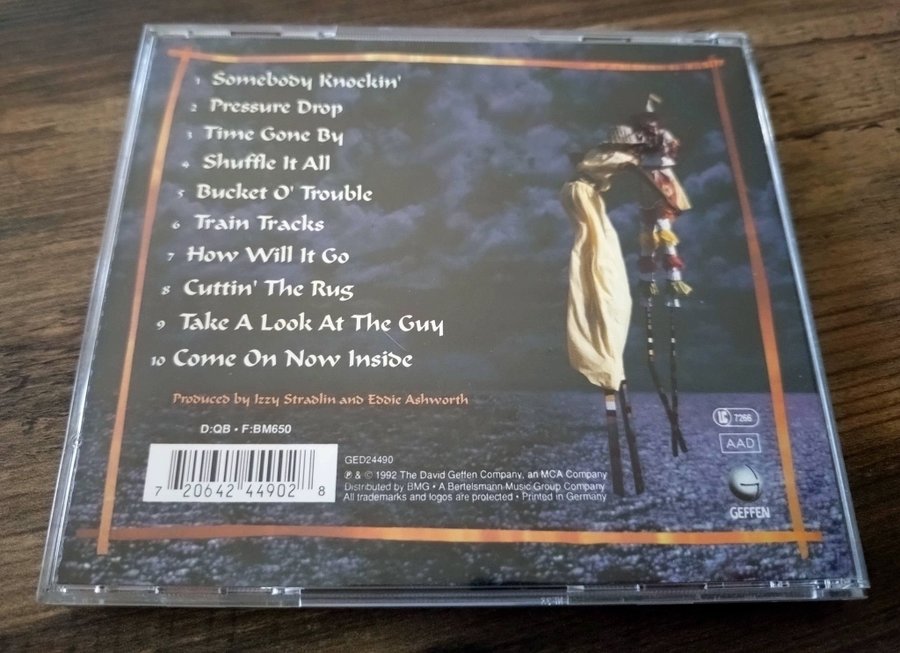 1 Somebody Knockin'
2 Pressure Drop
3 Time Gone By
4 Shuffle It All
5 Bucket O' Trouble
6 Train Tracks
7 How Will It Go
8 Cuttin' The Rug
9 Take A Look At The Guy
10 Come On Now Inside
Produced by Izzy Stradlin and Eddie Ashworth
D:QB • F:BM650
7 20642 44902 8
GED24490
℗ & © 1992 The David Geffen Company, an MCA Company
Distributed by BMG • A Bertelsmann Music Group Company
All trademarks and logos are protected • Printed in Germany
LC 7266
AAD
GEFFEN